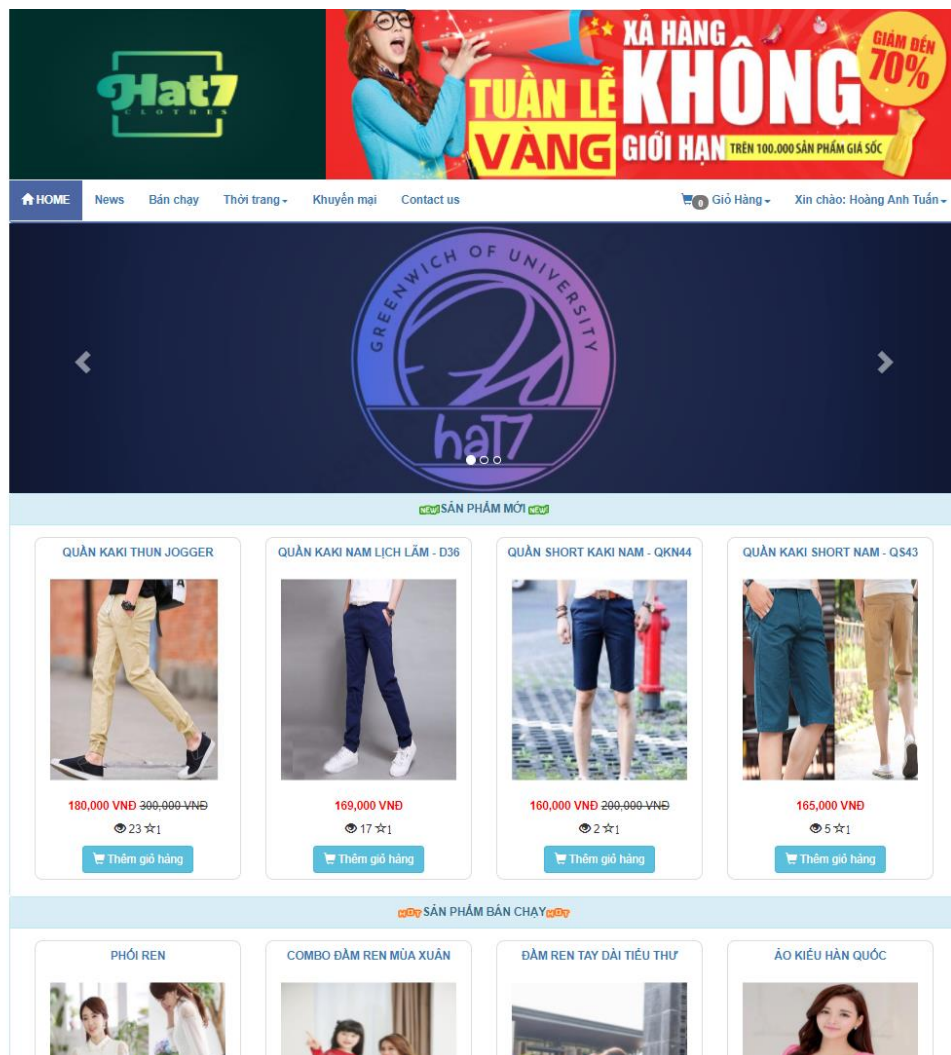 Hat7
CLOTHES
TUẦN LỄ
VÀNG
XẢ HÀNG
KHÔNG
GIỚI HẠN
TRÊN 100.000 SẢN PHẨM GIÁ SỐC
GIẢM ĐẾN
70%
HOME News Bán chạy Thời trang Khuyến mại Contact us 0 Giỏ Hàng Xin chào: Hoàng Anh Tuấn
GREENWICH OF UNIVERSITY
haT7
NEW SẢN PHẨM MỚI NEW
QUẦN KAKI THUN JOGGER
QUẦN KAKI NAM LỊCH LÃM - D36
QUẦN SHORT KAKI NAM - QKN44
QUẦN KAKI SHORT NAM - QS43
180,000 VNĐ 300,000 VNĐ
169,000 VNĐ
160,000 VNĐ 200,000 VNĐ
165,000 VNĐ
23 1
17 1
2 1
5 1
Thêm giỏ hàng
Thêm giỏ hàng
Thêm giỏ hàng
Thêm giỏ hàng
HOT SẢN PHẨM BÁN CHẠY HOT
PHỐI REN
COMBO ĐẦM REN MÙA XUÂN
ĐẦM REN TAY DÀI TIỂU THƯ
ÁO KIỂU HÀN QUỐC